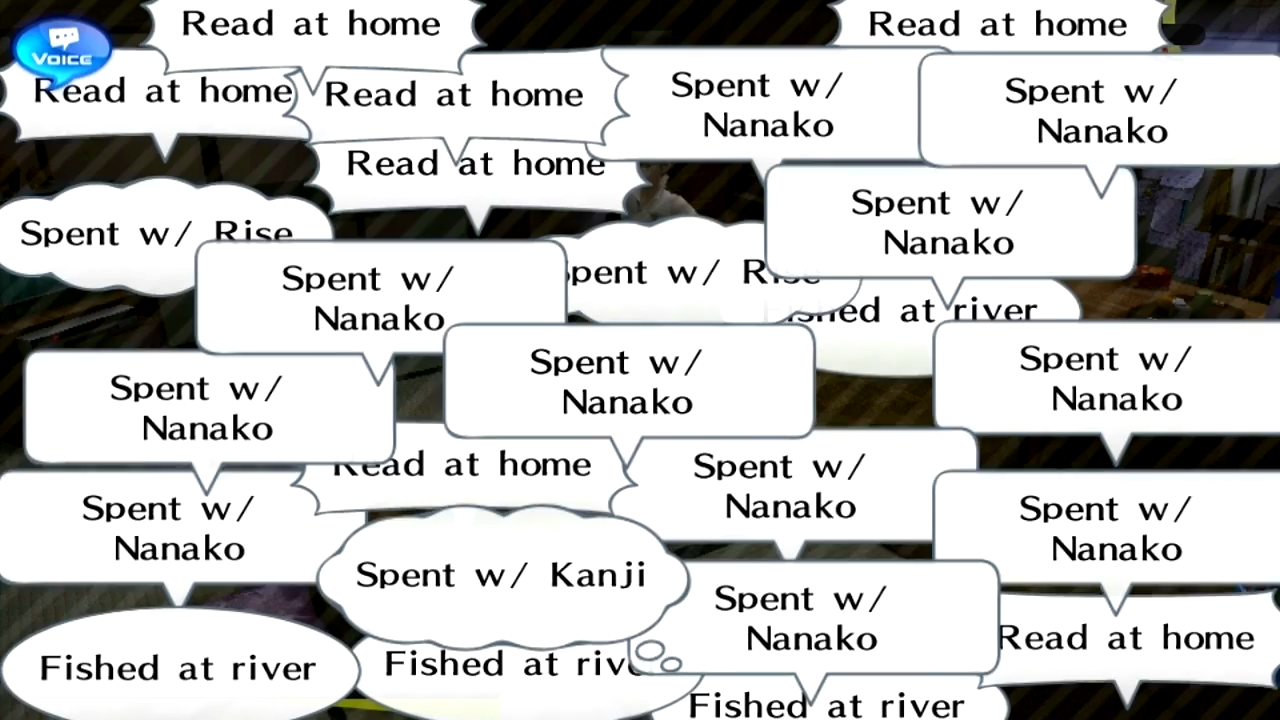 Read at home
Read at home
VOICE
Read at home
Read at home
Spent w/
Nanako
Spent w/
Nanako
Read at home
Spent w/
Nanako
Spent w/ Rise
Spent w/
Nanako
Spent w/ Rise
Fished at river
Spent w/
Nanako
Spent w/
Nanako
Spent w/
Nanako
Read at home
Spent w/
Nanako
Spent w/
Nanako
Spent w/
Nanako
Spent w/ Kanji
Spent w/
Nanako
Read at home
Fished at river
Fished at river
Fished at river